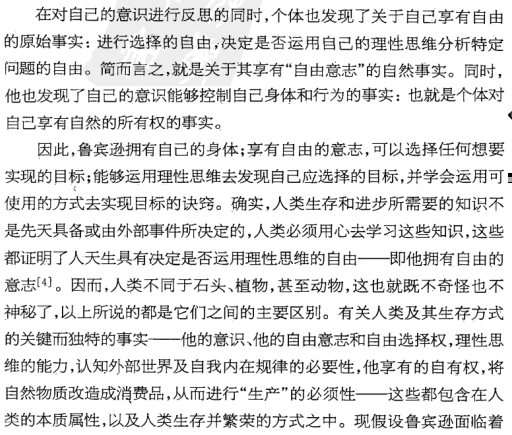 在对自己的意识进行反思的同时,个体也发现了关于自己享有自由
的原始事实:进行选择的自由,决定是否运用自己的理性思维分析特定
问题的自由。简而言之,就是关于其享有“自由意志”的自然事实。同时,
他也发现了自己的意识能够控制自己身体和行为的事实:也就是个体对
自己享有自然的所有权的事实。
因此,鲁宾逊拥有自己的身体;享有自由的意志,可以选择任何想要
实现的目标;能够运用理性思维去发现自己应选择的目标,并学会运用可
使用的方式去实现目标的诀窍。确实,人类生存和进步所需要的知识不
是先天具备或由外部事件所决定的,人类必须用心去学习这些知识,这些
都证明了人天生具有决定是否运用理性思维的自由——即他拥有自由的
意志[4]。因而,人类不同于石头、植物,甚至动物,这也就既不奇怪也不
神秘了,以上所说的都是它们之间的主要区别。有关人类及其生存方式
的关键而独特的事实——他的意识、他的自由意志和自由选择权,理性思
维的能力,认知外部世界及自我内在规律的必要性,他享有的自有权,将
自然物质改造成消费品,从而进行“生产”的必须性——这些都包含在人
类的本质属性,以及人类生存并繁荣的方式之中。现假设鲁宾逊面临着